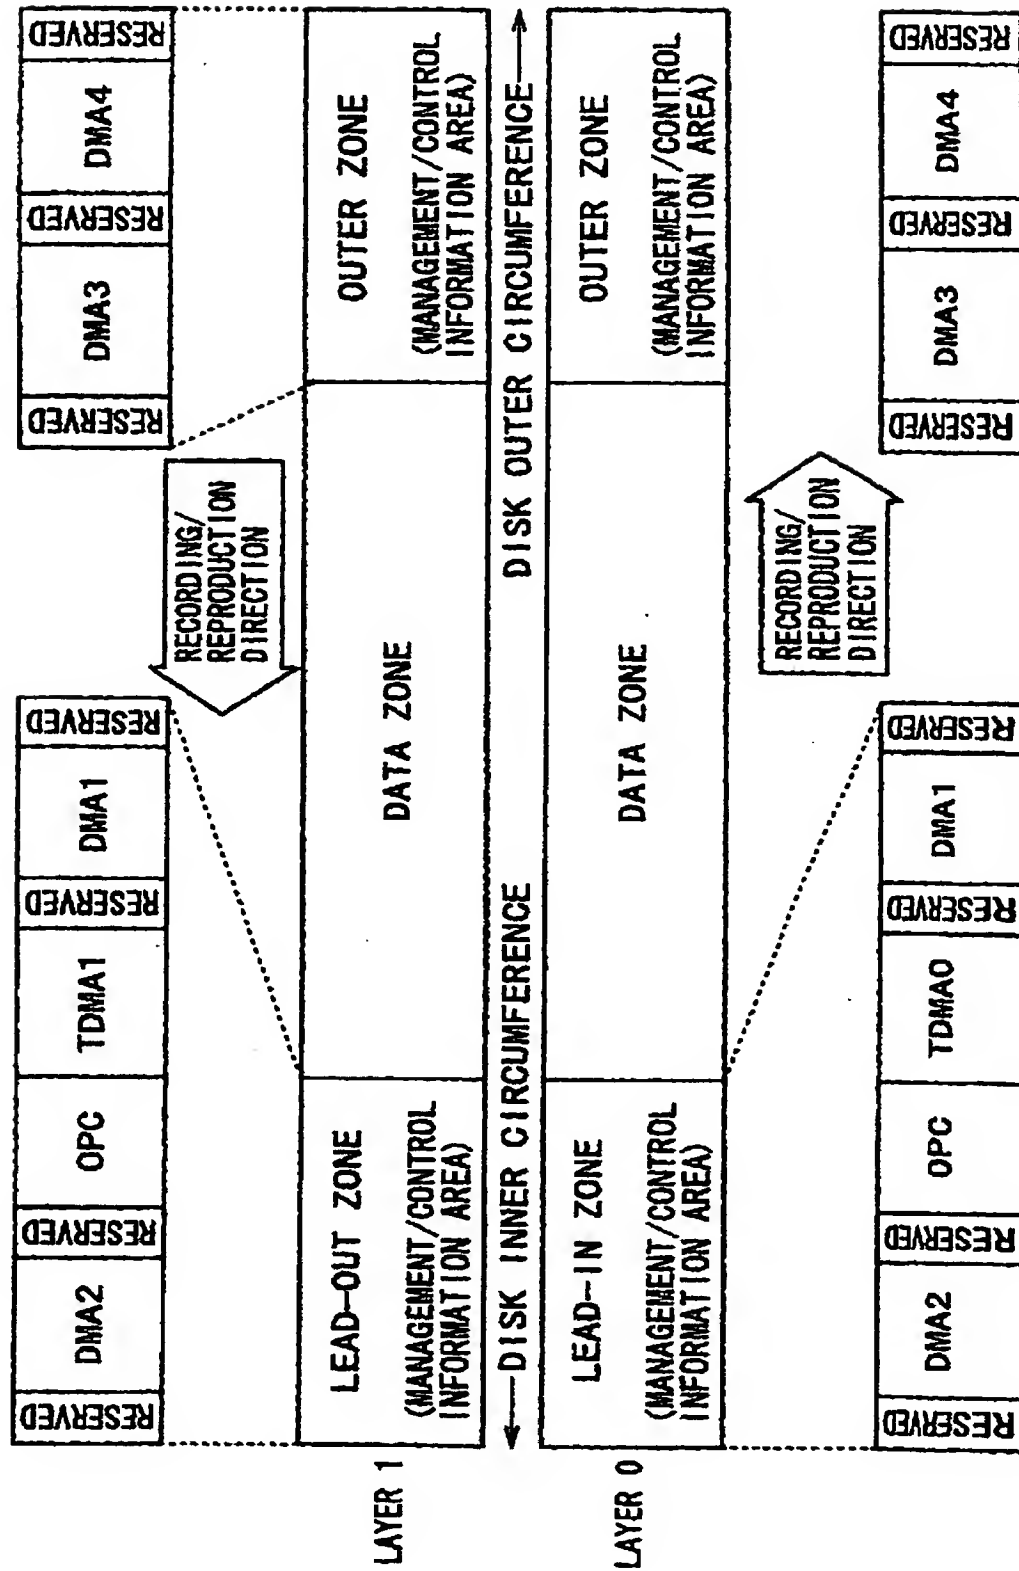 RESERVED
DMA2
RESERVED
OPC
TDMA1
RESERVED
DMA1
RESERVED
RESERVED
DMA3
RESERVED
DMA4
RESERVED
RECORDING/
REPRODUCTION
DIRECTION
LAYER 1
LEAD-OUT ZONE
(MANAGEMENT/CONTROL
INFORMATION AREA)
DATA ZONE
OUTER ZONE
(MANAGEMENT/CONTROL
INFORMATION AREA)
DISK INNER CIRCUMFERENCE
DISK OUTER CIRCUMFERENCE
LAYER 0
LEAD-IN ZONE
(MANAGEMENT/CONTROL
INFORMATION AREA)
DATA ZONE
OUTER ZONE
(MANAGEMENT/CONTROL
INFORMATION AREA)
RECORDING/
REPRODUCTION
DIRECTION
RESERVED
DMA2
RESERVED
OPC
TDMA0
RESERVED
DMA1
RESERVED
RESERVED
DMA3
RESERVED
DMA4
RESERVED